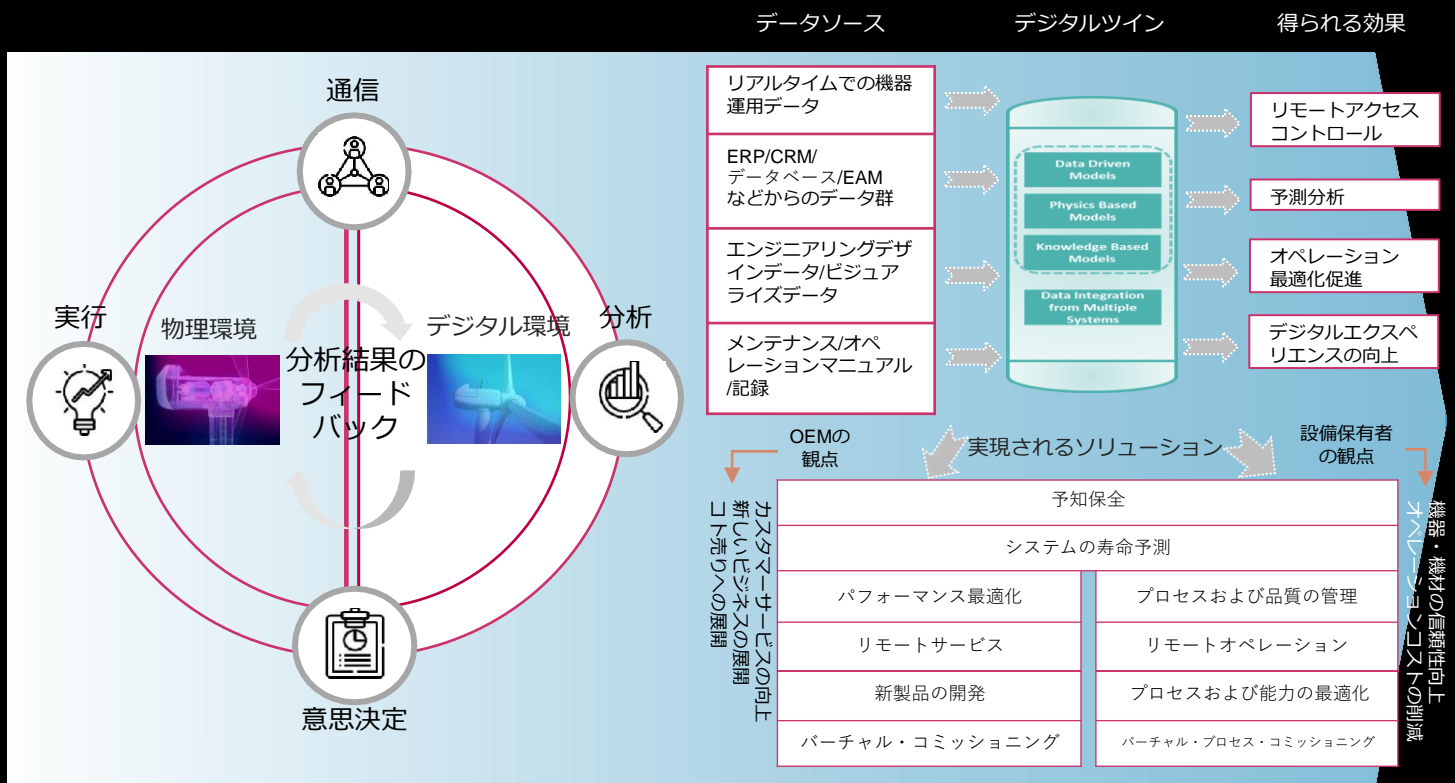 データソース
デジタルツイン
得られる効果
通信
実行
物理環境
デジタル環境
分析
分析結果の
フィード
バック
意思決定
リアルタイムでの機器
運用データ
ERP/CRM/
データベース/EAM
などからのデータ群
エンジニアリングデザ
インデータ/ビジュア
ライズデータ
メンテナンス/オペ
レーションマニュアル
/記録
Data Driven
Models
Physics Based
Models
Knowledge Based
Models
Data Integration
from Multiple
Systems
リモートアクセス
コントロール
予測分析
オペレーション
最適化促進
デジタルエクスペ
リエンスの向上
OEMの
観点
実現されるソリューション
設備保有者
の観点
カスタマーサービスの向上
新しいビジネスの展開
コト売りへの展開
予知保全
システムの寿命予測
パフォーマンス最適化
プロセスおよび品質の管理
リモートサービス
リモートオペレーション
新製品の開発
プロセスおよび能力の最適化
バーチャル・コミッショニング
バーチャル・プロセス・コミッショニング
機器・機材の信頼性向上
オペレーションコストの削減